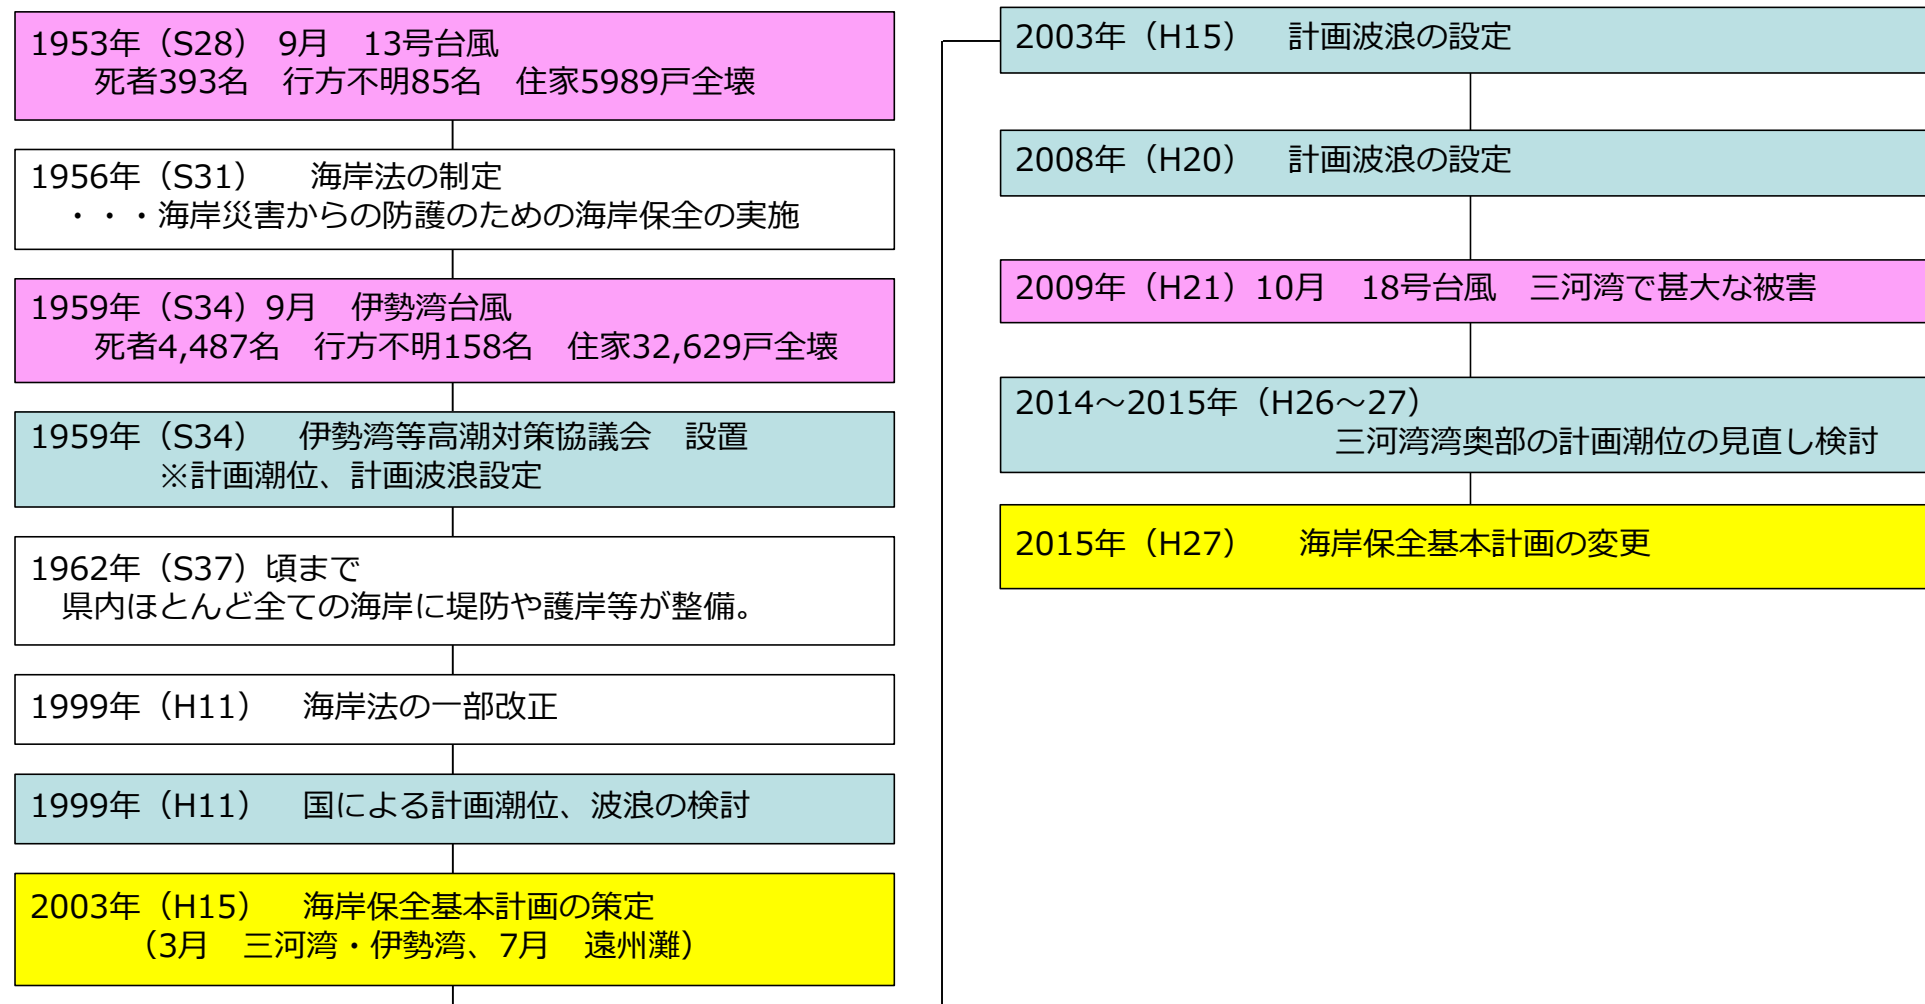 1953年（S28） 9月　13号台風
死者393名　行方不明85名　住家5989戸全壊
1956年（S31）　海岸法の制定
・・・海岸災害からの防護のための海岸保全の実施
1959年（S34）9月　伊勢湾台風
死者4,487名　行方不明158名　住家32,629戸全壊
1959年（S34）　伊勢湾等高潮対策協議会　設置
※計画潮位、計画波浪設定
1962年（S37）頃まで
県内ほとんど全ての海岸に堤防や護岸等が整備。
1999年（H11）　海岸法の一部改正
1999年（H11）　国による計画潮位、波浪の検討
2003年（H15）　海岸保全基本計画の策定
（3月　三河湾・伊勢湾、7月　遠州灘）
2003年（H15）　計画波浪の設定
2008年（H20）　計画波浪の設定
2009年（H21）10月　18号台風　三河湾で甚大な被害
2014～2015年（H26～27）
三河湾湾奥部の計画潮位の見直し検討
2015年（H27）　海岸保全基本計画の変更